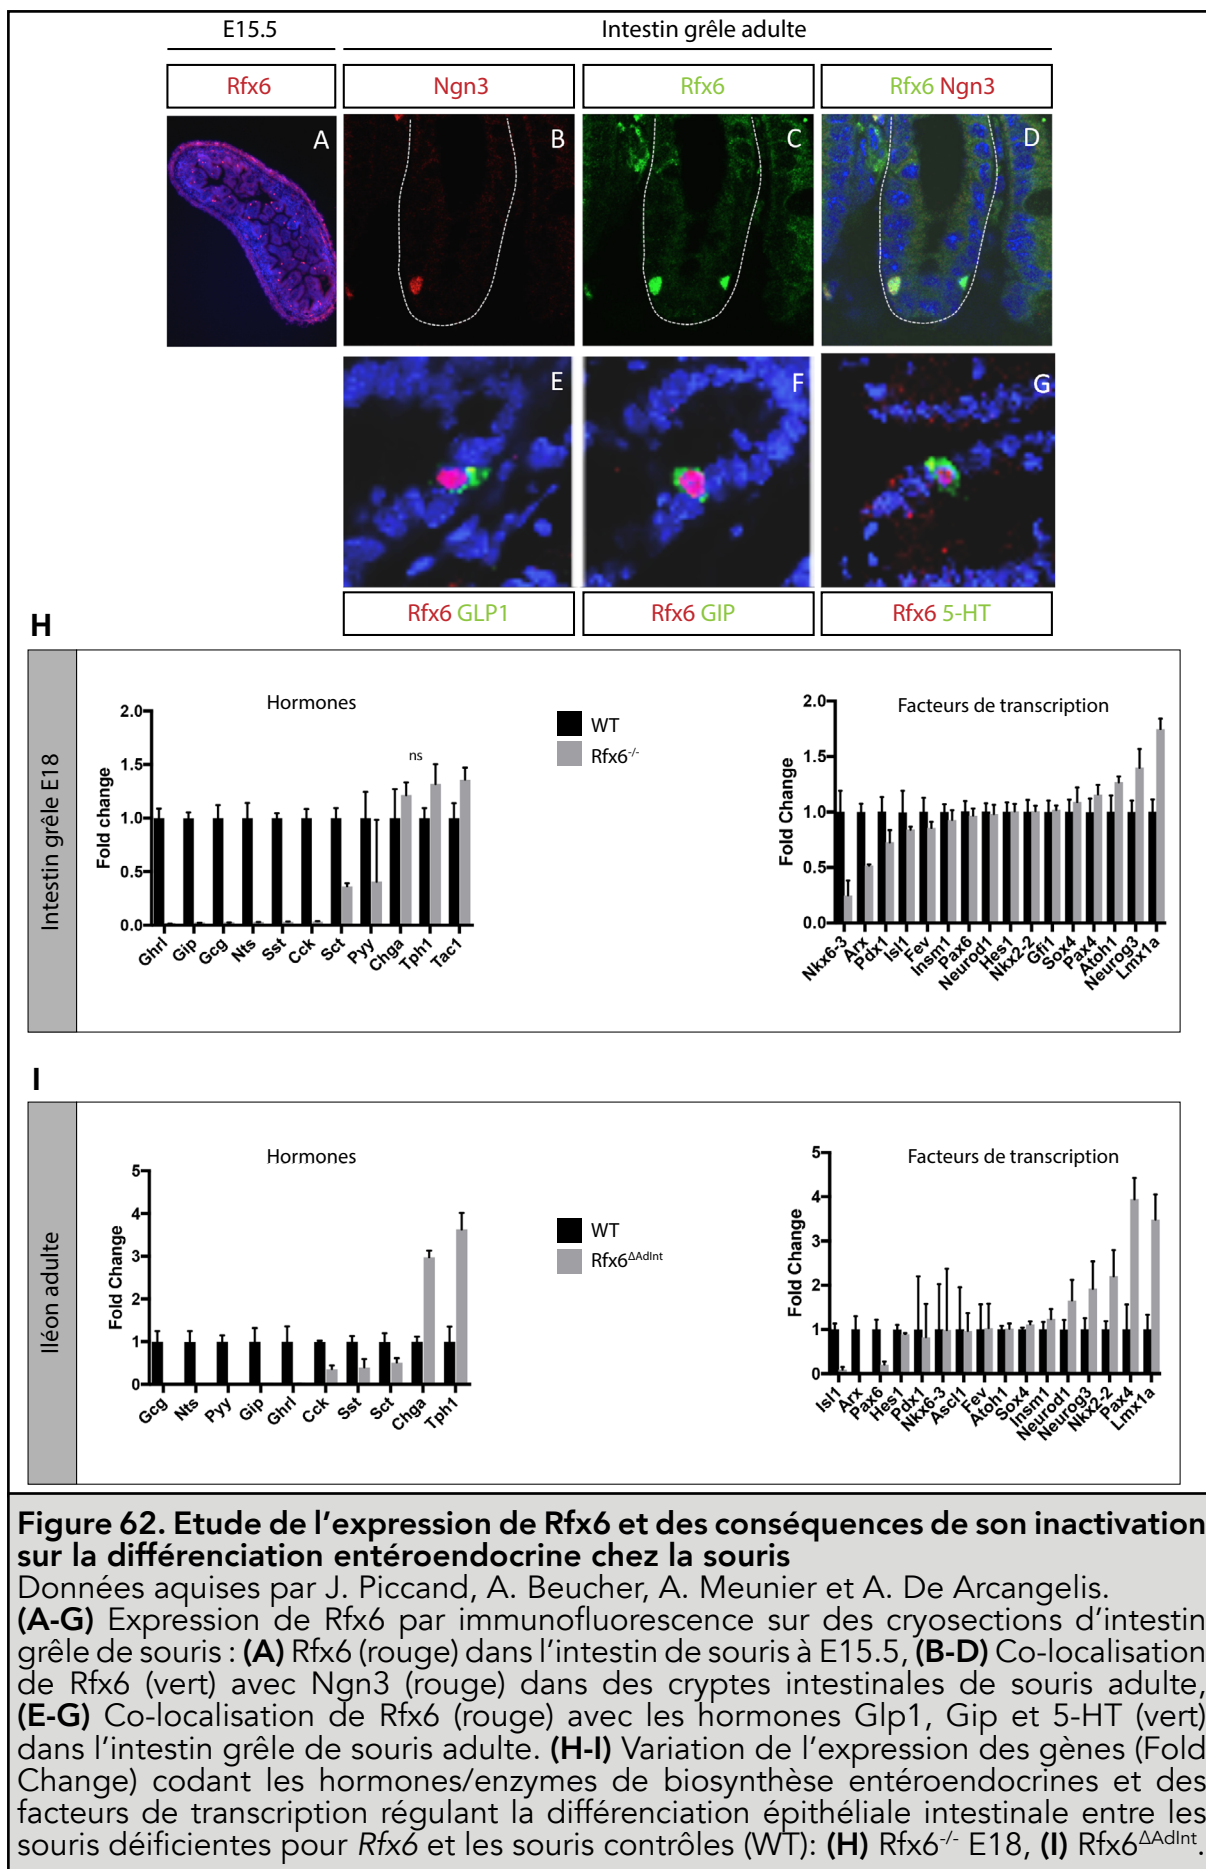 E15.5
Intestin grêle adulte
Rfx6
Ngn3
Rfx6
Rfx6 Ngn3
A
B
C
D
E
F
G
Rfx6 GLP1
Rfx6 GIP
Rfx6 5-HT
H
Intestin grêle E18
Hormones
Fold change
2.0
1.5
1.0
0.5
0.0
ns
Ghrl
Gip
Gcg
Nts
Sst
Cck
Sct
Pyy
Chga
Tph1
Tac1
WT
Rfx6-/-
Facteurs de transcription
Fold Change
2.0
1.5
1.0
0.5
0.0
Nkx6-3
Arx
Pdx1
Isl1
Fev
Insm1
Pax6
Neurod1
Hes1
Nkx2-2
Gfi1
Sox4
Pax4
Atoh1
Neurog3
Lmx1a
I
Iléon adulte
Hormones
Fold Change
5
4
3
2
1
0
Gcg
Nts
Pyy
Gip
Ghrl
Cck
Sst
Sct
Chga
Tph1
WT
Rfx6ΔAdInt
Facteurs de transcription
Fold Change
5
4
3
2
1
0
Isl1
Arx
Pax6
Hes1
Pdx1
Nkx6-3
Ascl1
Fev
Atoh1
Sox4
Insm1
Neurod1
Neurog3
Nkx2-2
Pax4
Lmx1a
Figure 62. Etude de l'expression de Rfx6 et des conséquences de son inactivation
sur la différenciation entéroendocrine chez la souris
Données aquises par J. Piccand, A. Beucher, A. Meunier et A. De Arcangelis.
(A-G) Expression de Rfx6 par immunofluorescence sur des cryosections d'intestin
grêle de souris : (A) Rfx6 (rouge) dans l'intestin de souris à E15.5, (B-D) Co-localisation
de Rfx6 (vert) avec Ngn3 (rouge) dans des cryptes intestinales de souris adulte,
(E-G) Co-localisation de Rfx6 (rouge) avec les hormones Glp1, Gip et 5-HT (vert)
dans l'intestin grêle de souris adulte. (H-I) Variation de l'expression des gènes (Fold
Change) codant les hormones/enzymes de biosynthèse entéroendocrines et des
facteurs de transcription régulant la différenciation épithéliale intestinale entre les
souris déificientes pour Rfx6 et les souris contrôles (WT): (H) Rfx6-/- E18, (I) Rfx6ΔAdInt.